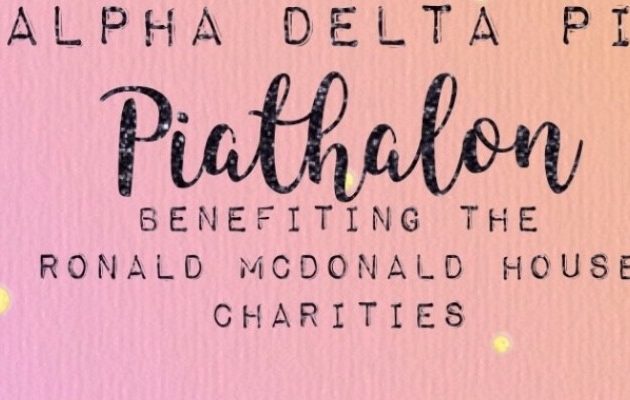 ALPHA DELTA PI
Piathalon
BENEFITING THE
RONALD MCDONALD HOUSE
CHARITIES